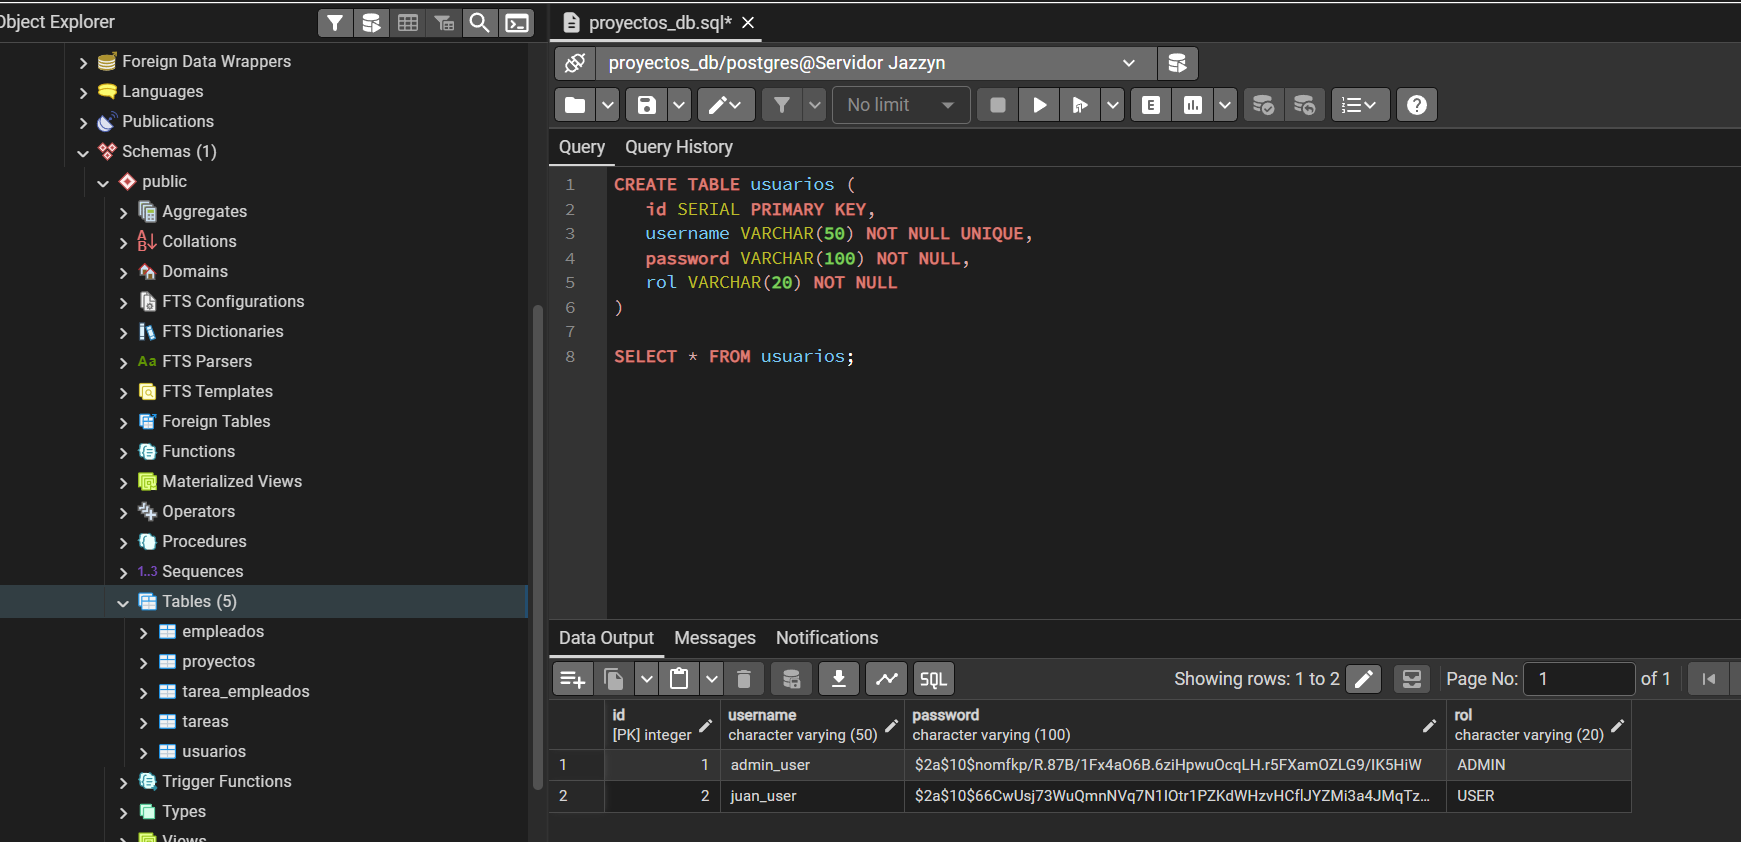 Object Explorer
Foreign Data Wrappers
Languages
Publications
Schemas (1)
public
Aggregates
Collations
Domains
FTS Configurations
FTS Dictionaries
Aa FTS Parsers
FTS Templates
Foreign Tables
Functions
Materialized Views
Operators
Procedures
1..3 Sequences
Tables (5)
empleados
proyectos
tarea_empleados
tareas
usuarios
Trigger Functions
Types
Views
proyectos_db.sql*
proyectos_db/postgres@Servidor Jazzyn
No limit
E
Query Query History
1 CREATE TABLE usuarios (
2 id SERIAL PRIMARY KEY,
3 username VARCHAR(50) NOT NULL UNIQUE,
4 password VARCHAR(100) NOT NULL,
5 rol VARCHAR(20) NOT NULL
6 )
7
8 SELECT * FROM usuarios;
Data Output Messages Notifications
SQL Showing rows: 1 to 2 Page No: 1 of 1
id username password rol
[PK] integer character varying (50) character varying (100) character varying (20)
1 1 admin_user $2a$10$nomfkp/R.87B/1Fx4aO6B.6ziHpwuOcqLH.r5FXamOZLG9/IK5HiW ADMIN
2 2 juan_user $2a$10$66CwUsj73WuQmnNVq7N1IOtr1PZKdWHzvHCflJYZMi3a4JMqTz... USER